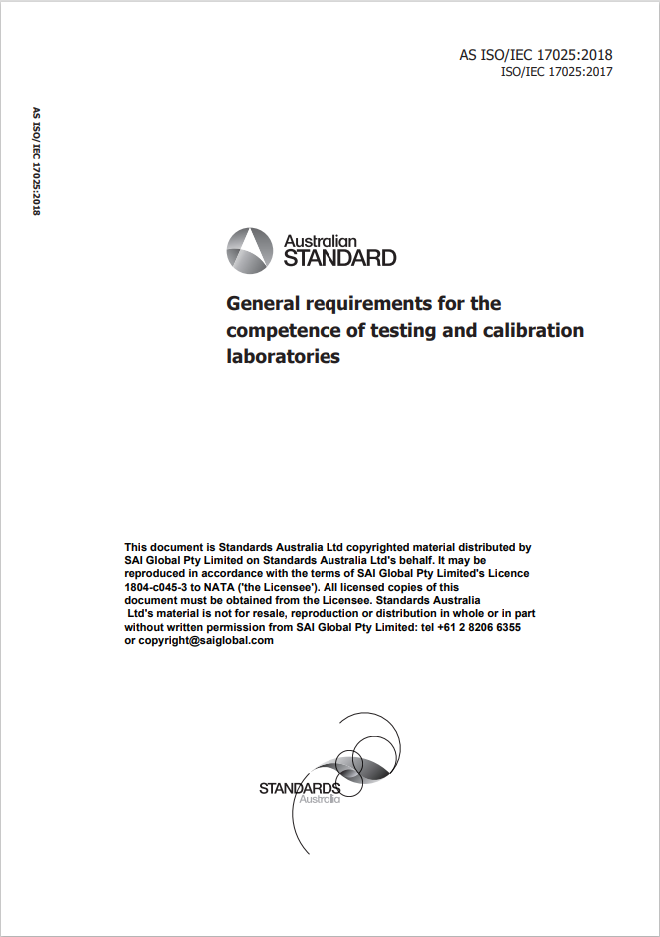 AS ISO/IEC 17025:2018
ISO/IEC 17025:2017
AS ISO/IEC 17025:2018
Australian
STANDARD
General requirements for the
competence of testing and calibration
laboratories
This document is Standards Australia Ltd copyrighted material distributed by
SAI Global Pty Limited on Standards Australia Ltd's behalf. It may be
reproduced in accordance with the terms of SAI Global Pty Limited's Licence
1804-c045-3 to NATA ('the Licensee'). All licensed copies of this
document must be obtained from the Licensee. Standards Australia
Ltd's material is not for resale, reproduction or distribution in whole or in part
without written permission from SAI Global Pty Limited: tel +61 2 8206 6355
or copyright@saiglobal.com
STANDARDS
Australia